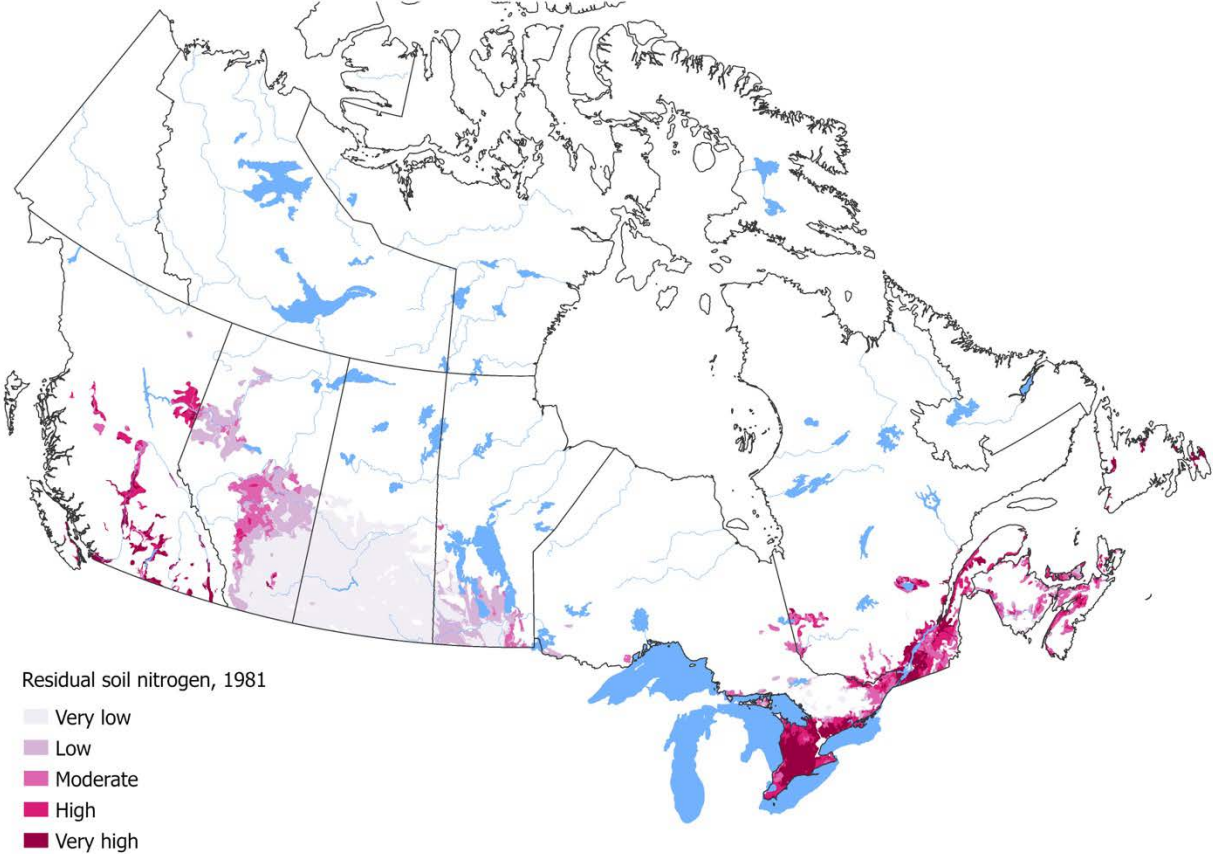 Residual soil nitrogen, 1981
Very low
Low
Moderate
High
Very high